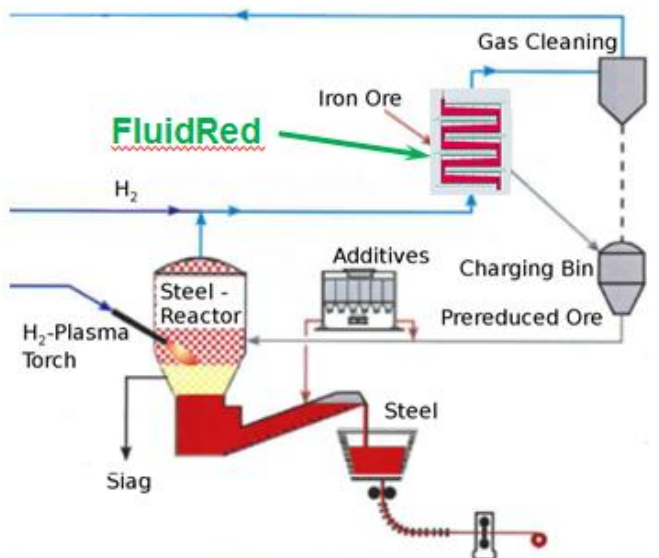 Gas Cleaning
Iron Ore
FluidRed
H₂
Additives
Steel -
Reactor
Charging Bin
H₂-Plasma
Torch
Prereduced Ore
Steel
Siag